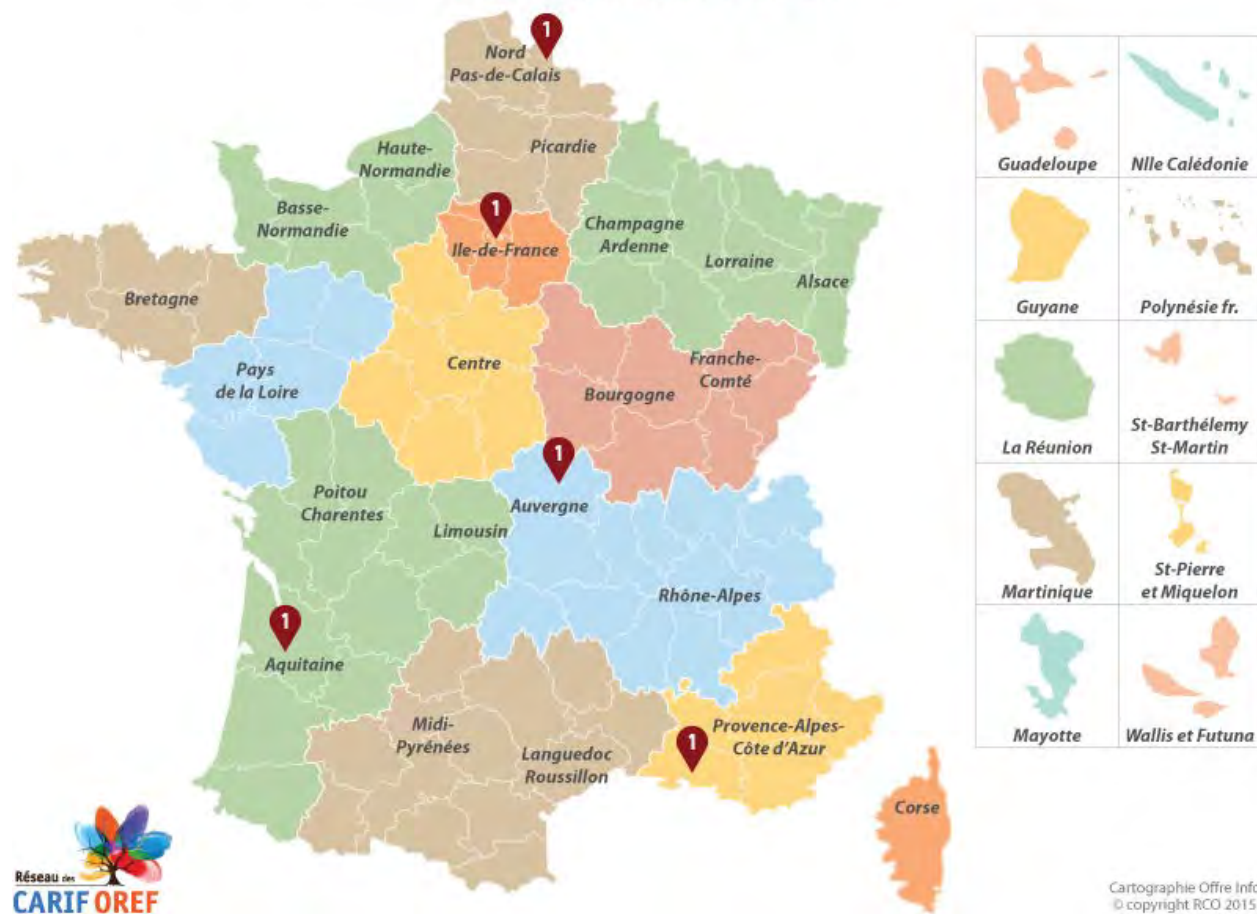 1
Nord
Pas-de-Calais
Picardie
Haute-
Normandie
Basse-
Normandie
1
Ile-de-France
Champagne
Ardenne
Lorraine
Alsace
Bretagne
Pays
de la Loire
Centre
Bourgogne
Franche-
Comté
1
Auvergne
Poitou
Charentes
Limousin
Rhône-Alpes
1
Aquitaine
Midi-
Pyrénées
Languedoc
Roussillon
1
Provence-Alpes-
Côte d'Azur
Corse
Guadeloupe
Nlle Calédonie
Guyane
Polynésie fr.
La Réunion
St-Barthélemy
St-Martin
Martinique
St-Pierre
et Miquelon
Mayotte
Wallis et Futuna
Réseau des
CARIF OREF
Cartographie Offre Info
© copyright RCO 2015